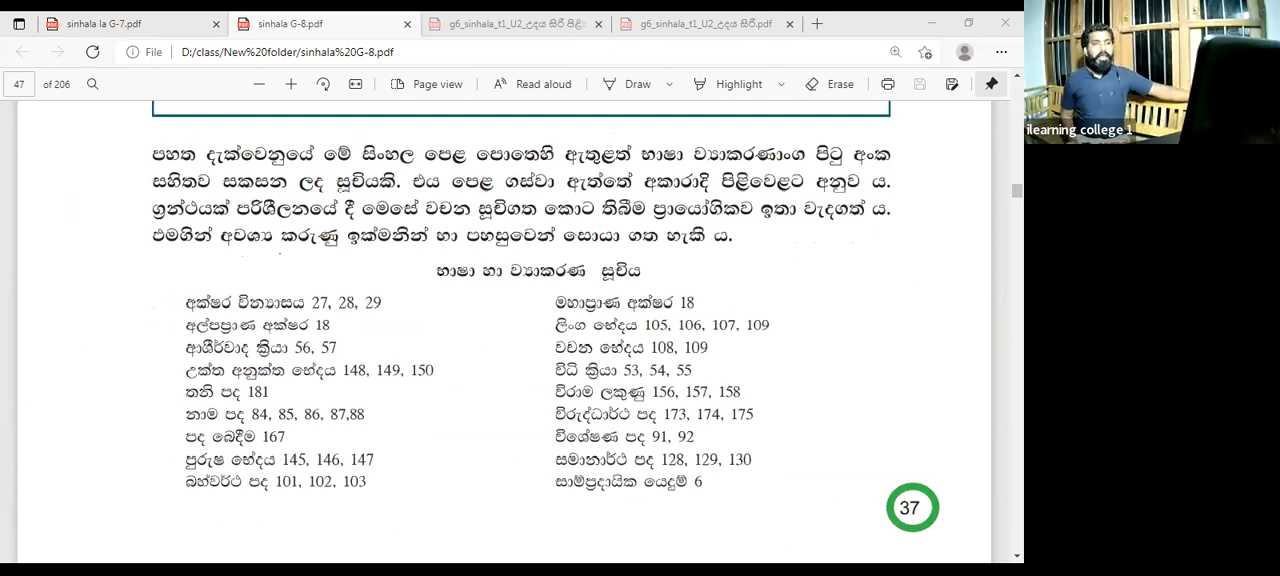 sinhala la G-7.pdf
sinhala G-8.pdf
g6_sinhala_t1_U2_උදය සිරි පිළි
g6_sinhala_t1_U2_උදය සිරි.pdf
File D:/class/New%20folder/sinhala%20G-8.pdf
47 of 206 Page view Read aloud Draw Highlight Erase
ilearning college 1
පහත දැක්වෙනුයේ මේ සිංහල පෙළ පොතෙහි ඇතුළත් භාෂා ව්‍යාකරණාංග පිටු අංක
සහිතව සකසන ලද සූචියකි. එය පෙළ ගස්වා ඇත්තේ අකාරාදි පිළිවෙළට අනුව ය.
ග්‍රන්ථයක් පරිශීලනයේ දී මෙසේ වචන සූචිගත කොට තිබීම ප්‍රායෝගිකව ඉතා වැදගත් ය.
එමගින් අවශ්‍ය කරුණු ඉක්මනින් හා පහසුවෙන් සොයා ගත හැකි ය.
භාෂා හා ව්‍යාකරණ සූචිය
අක්ෂර වින්‍යාසය 27, 28, 29
අල්පප්‍රාණ අක්ෂර 18
ආශීර්වාද ක්‍රියා 56, 57
උක්ත අනුක්ත භේදය 148, 149, 150
තනි පද 181
නාම පද 84, 85, 86, 87,88
පද බෙදීම 167
පුරුෂ භේදය 145, 146, 147
බහ්වර්ථ පද 101, 102, 103
මහාප්‍රාණ අක්ෂර 18
ලිංග භේදය 105, 106, 107, 109
වචන භේදය 108, 109
විධි ක්‍රියා 53, 54, 55
විරාම ලකුණු 156, 157, 158
විරුද්ධාර්ථ පද 173, 174, 175
විශේෂණ පද 91, 92
සමානාර්ථ පද 128, 129, 130
සාම්ප්‍රදායික යෙදුම් 6
37